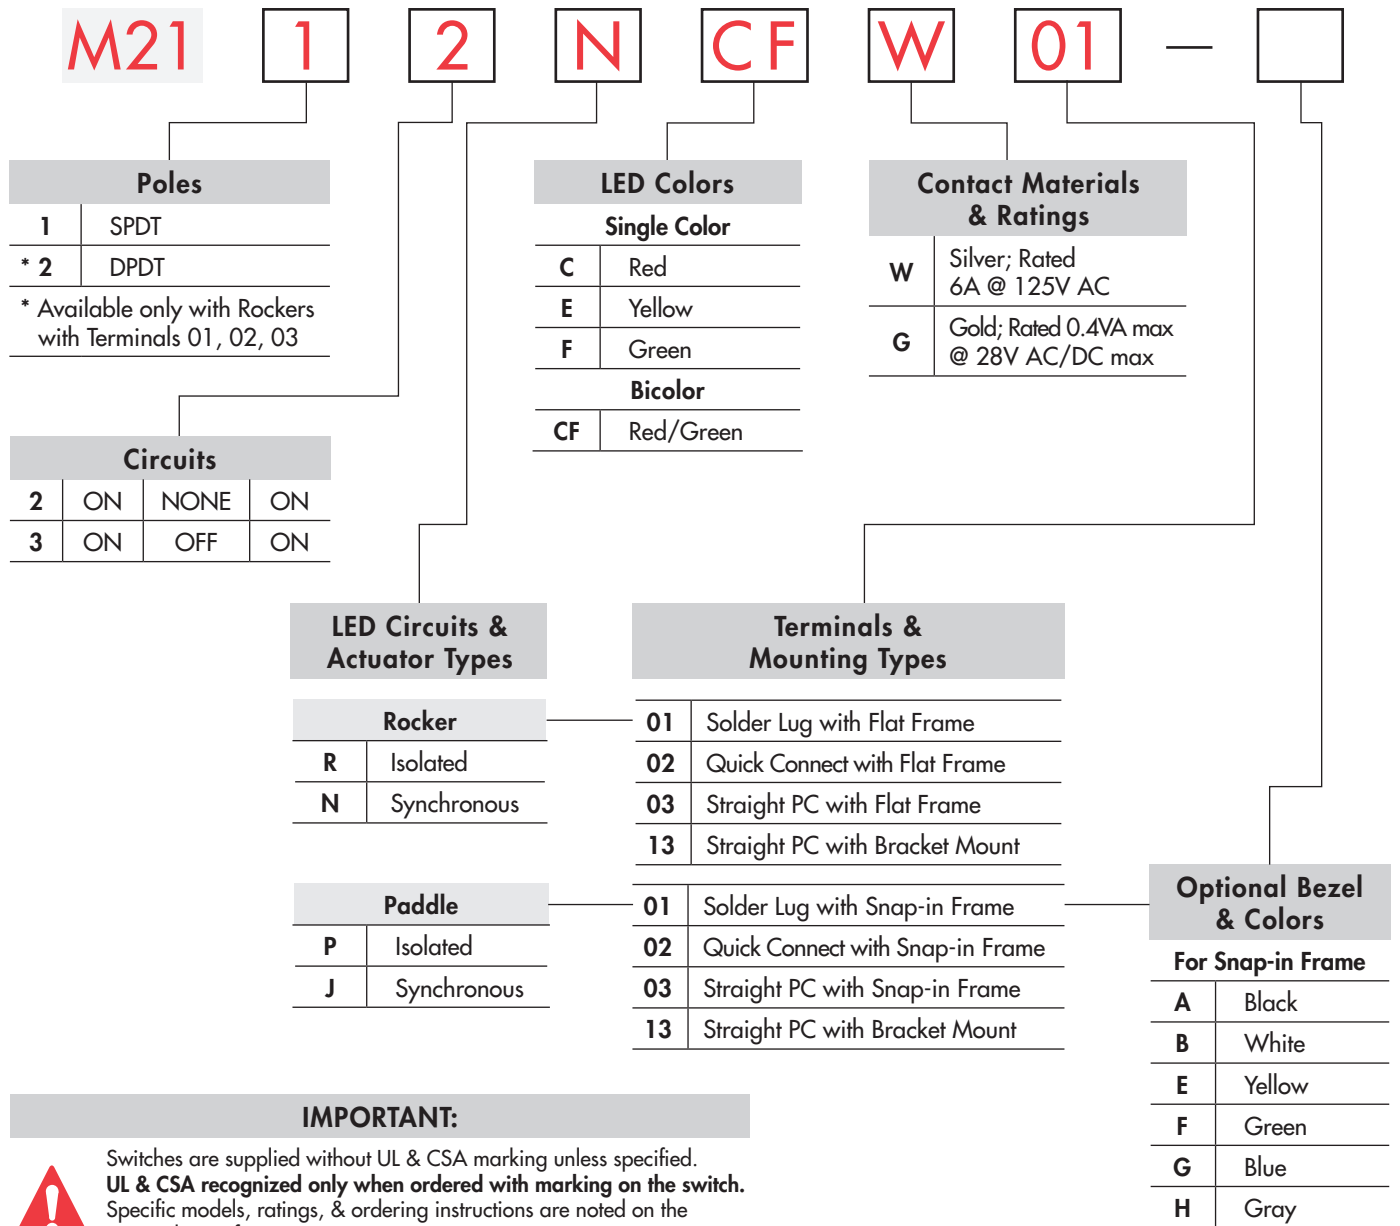 M21 1 2 N CF W 01 —
Poles
1 SPDT
* 2 DPDT
* Available only with Rockers
with Terminals 01, 02, 03
Circuits
2 ON NONE ON
3 ON OFF ON
LED Colors
Single Color
C Red
E Yellow
F Green
Bicolor
CF Red/Green
Contact Materials
& Ratings
W Silver; Rated
6A @ 125V AC
G Gold; Rated 0.4VA max
@ 28V AC/DC max
LED Circuits &
Actuator Types
Rocker
R Isolated
N Synchronous
Paddle
P Isolated
J Synchronous
Terminals &
Mounting Types
01 Solder Lug with Flat Frame
02 Quick Connect with Flat Frame
03 Straight PC with Flat Frame
13 Straight PC with Bracket Mount
01 Solder Lug with Snap-in Frame
02 Quick Connect with Snap-in Frame
03 Straight PC with Snap-in Frame
13 Straight PC with Bracket Mount
Optional Bezel
& Colors
For Snap-in Frame
A Black
B White
E Yellow
F Green
G Blue
H Gray
IMPORTANT:
Switches are supplied without UL & CSA marking unless specified.
UL & CSA recognized only when ordered with marking on the switch.
Specific models, ratings, & ordering instructions are noted on the